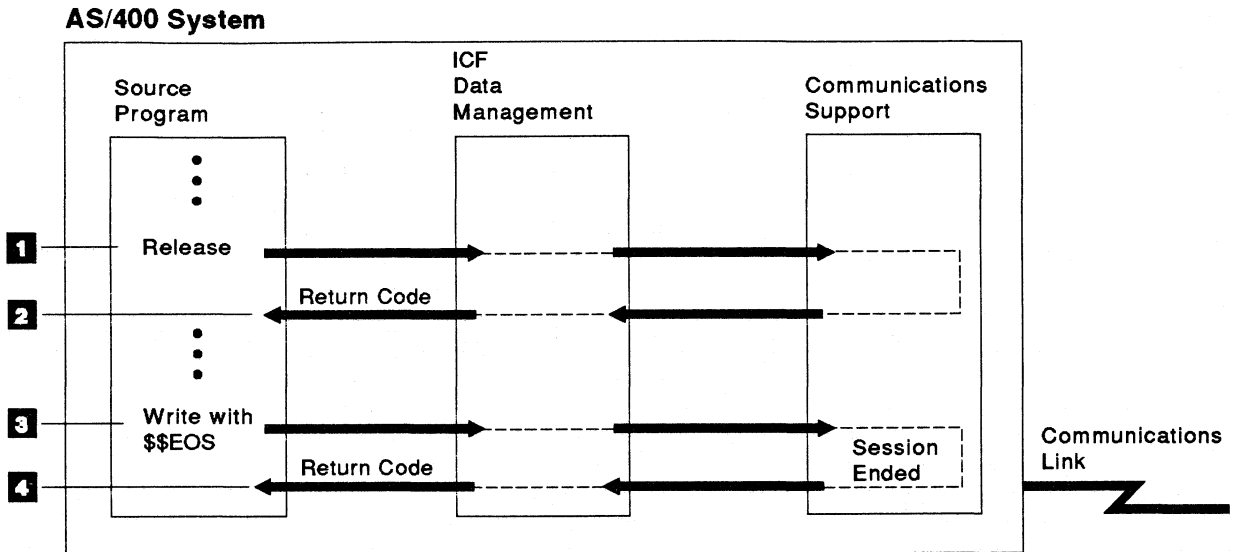 AS/400 System
Source
Program
ICF
Data
Management
Communications
Support
1
Release
Return Code
2
3
Write with
$$EOS
Return Code
4
Session
Ended
Communications
Link